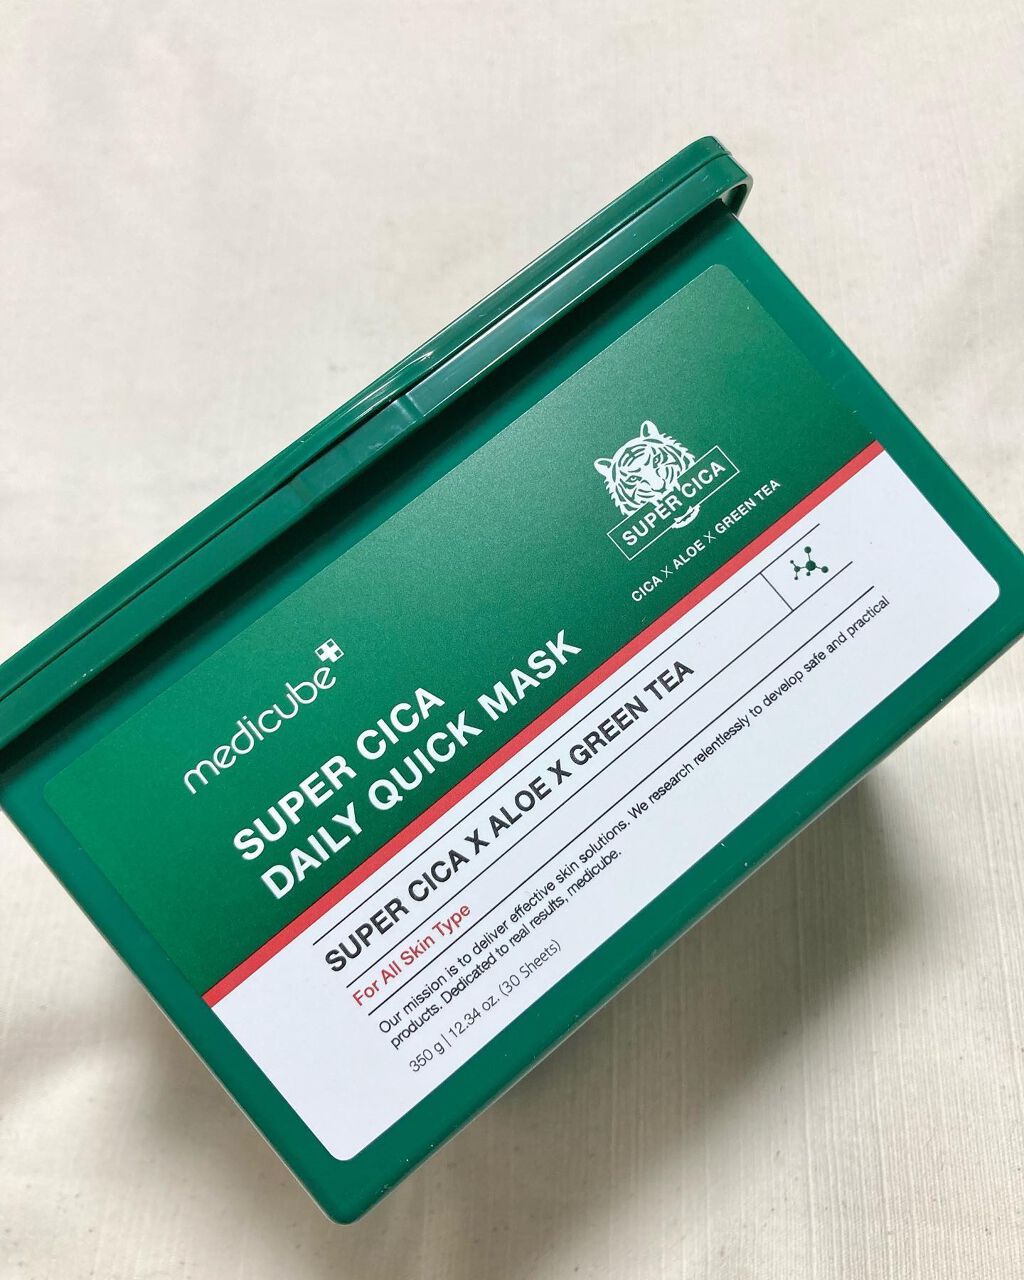 medicube
SUPER CICA
DAILY QUICK MASK
SUPER CICA
CICA X ALOE X GREEN TEA
SUPER CICA X ALOE X GREEN TEA
For All Skin Type
Our mission is to deliver effective skin solutions. We research relentlessly to develop safe and practical
products. Dedicated to real results, medicube.
350 g | 12.34 oz. (30 Sheets)